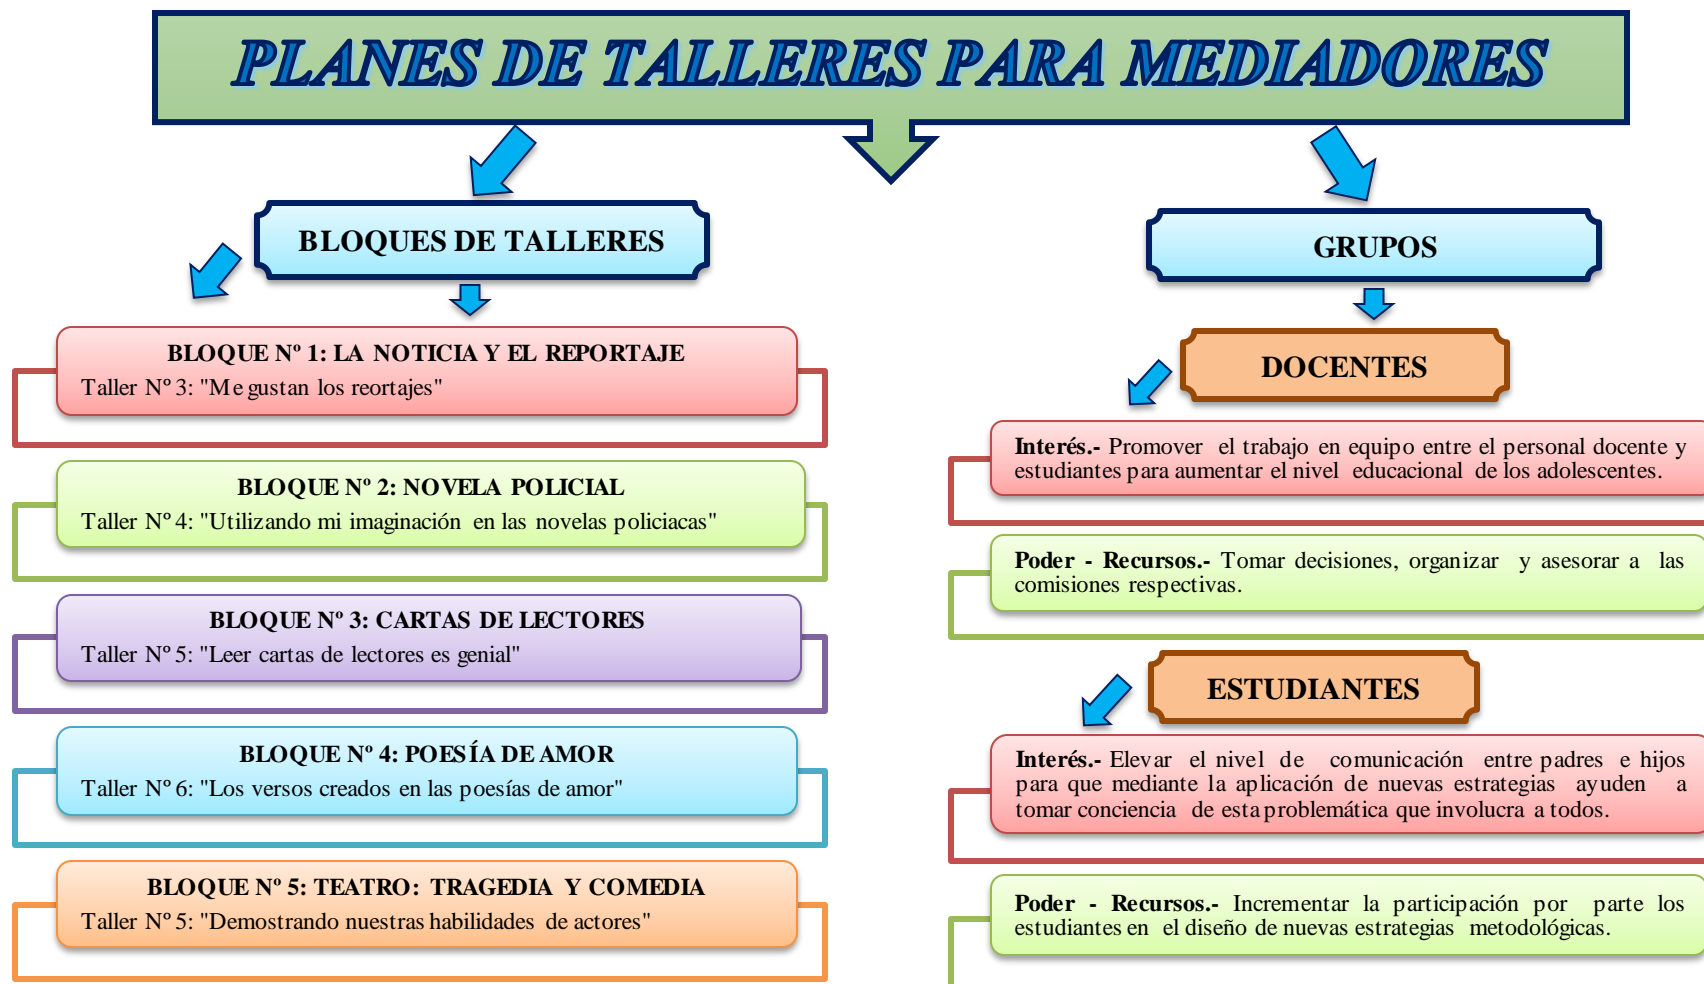 PLANES DE TALLERES PARA MEDIADORES
BLOQUES DE TALLERES
BLOQUE Nº 1: LA NOTICIA Y EL REPORTAJE
Taller Nº 3: "Me gustan los reortajes"
BLOQUE Nº 2: NOVELA POLICIAL
Taller Nº 4: "Utilizando mi imaginación en las novelas policiacas"
BLOQUE Nº 3: CARTAS DE LECTORES
Taller Nº 5: "Leer cartas de lectores es genial"
BLOQUE Nº 4: POESÍA DE AMOR
Taller Nº 6: "Los versos creados en las poesías de amor"
BLOQUE Nº 5: TEATRO: TRAGEDIA Y COMEDIA
Taller Nº 5: "Demostrando nuestras habilidades de actores"
GRUPOS
DOCENTES
Interés.- Promover el trabajo en equipo entre el personal docente y
estudiantes para aumentar el nivel educacional de los adolescentes.
Poder - Recursos.- Tomar decisiones, organizar y asesorar a las
comisiones respectivas.
ESTUDIANTES
Interés.- Elevar el nivel de comunicación entre padres e hijos
para que mediante la aplicación de nuevas estrategias ayuden a
tomar conciencia de esta problemática que involucra a todos.
Poder - Recursos.- Incrementar la participación por parte los
estudiantes en el diseño de nuevas estrategias metodológicas.